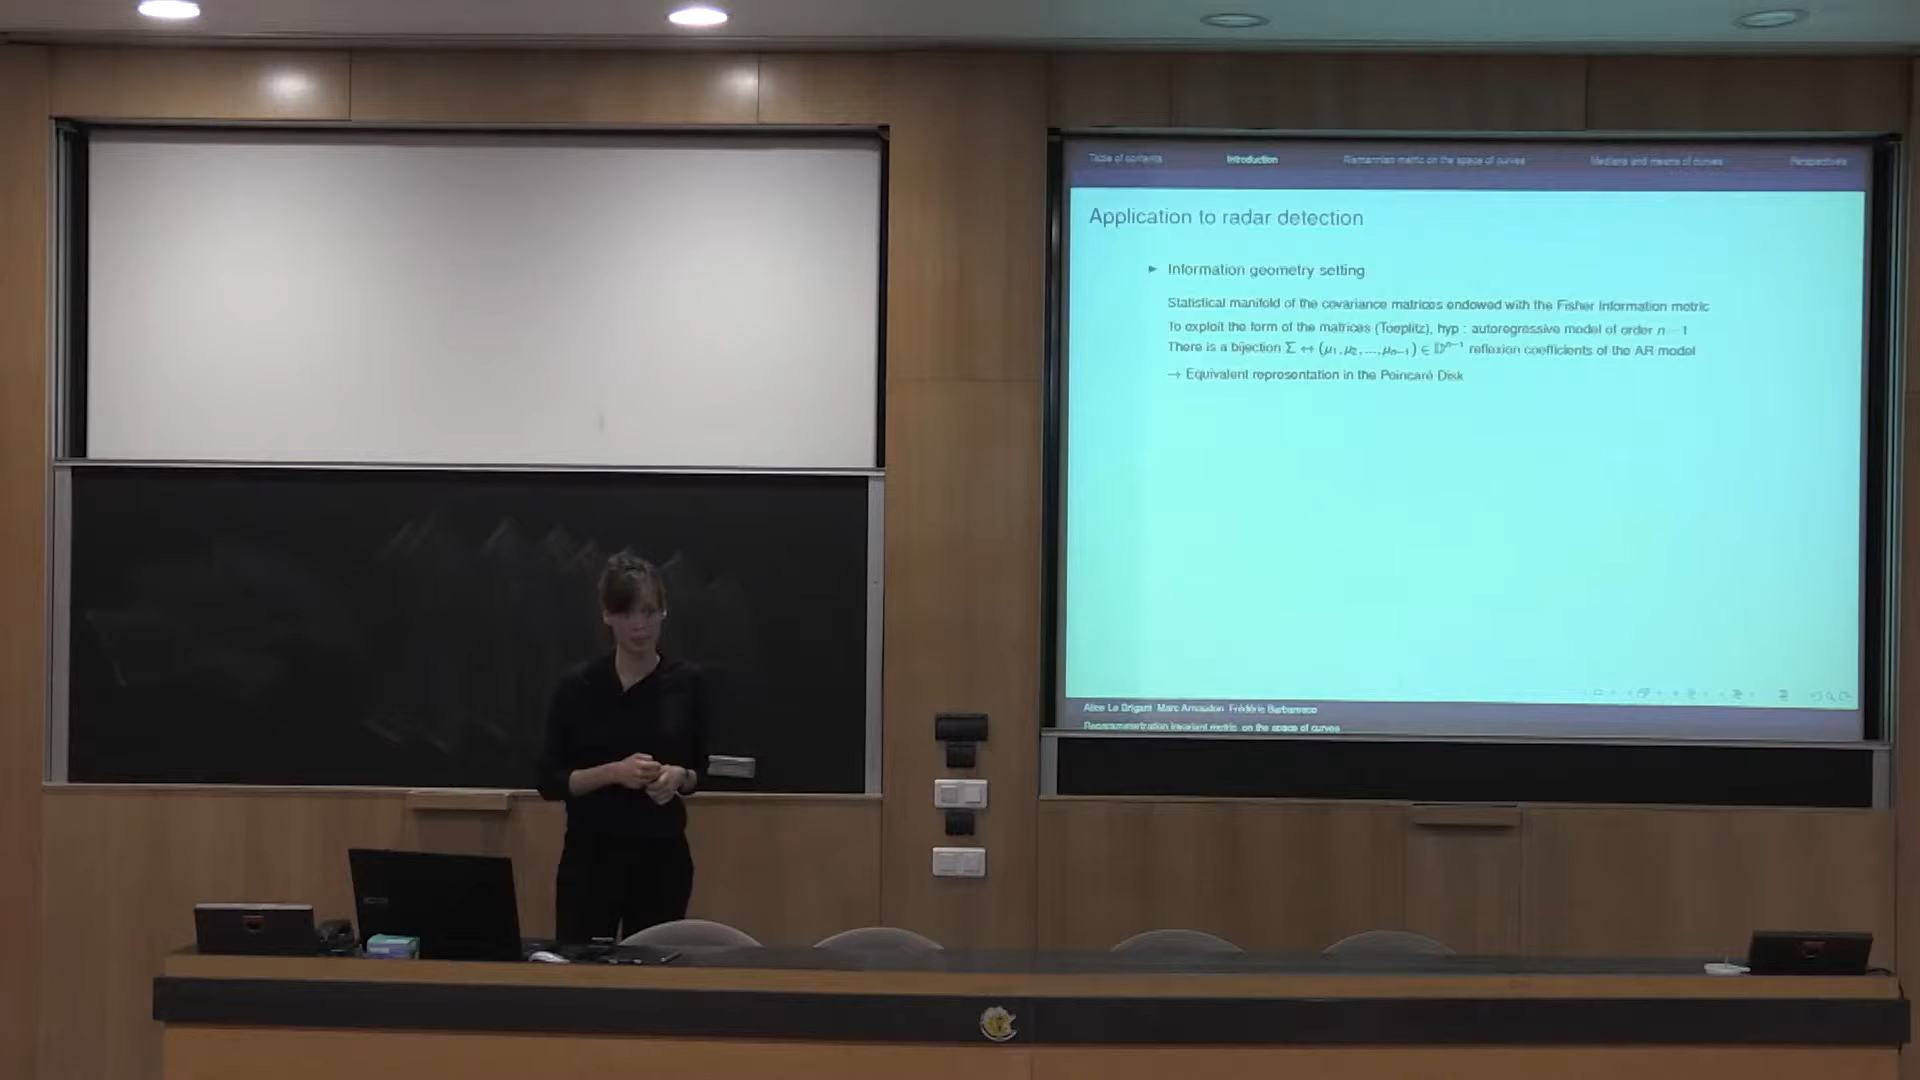 Table of contents Introduction Riemannian metric on the space of curves Medians and means of curves Perspectives
Application to radar detection
► Information geometry setting
Statistical manifold of the covariance matrices endowed with the Fisher Information metric
To exploit the form of the matrices (Toeplitz), hyp : autoregressive model of order n − 1
There is a bijection Σ ↔ (μ₁, μ₂, ..., μₙ₋₁) ∈ 𝔻ⁿ⁻¹ reflexion coefficients of the AR model
→ Equivalent representation in the Poincaré Disk
Alice Le Brigant Marc Arnaudon Frédéric Barbaresco
Reparametrization invariant metric on the space of curves